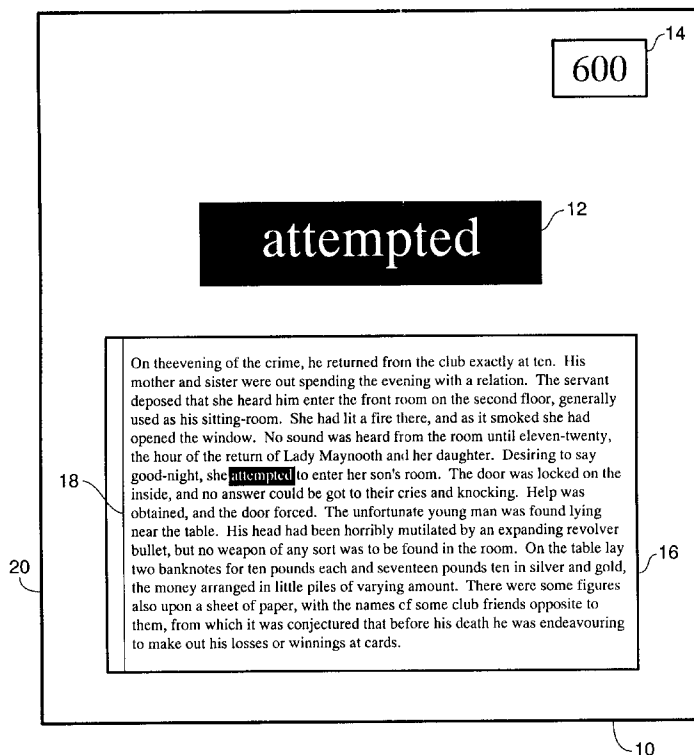 14
600
12
attempted
On theevening of the crime, he returned from the club exactly at ten. His
mother and sister were out spending the evening with a relation. The servant
deposed that she heard him enter the front room on the second floor, generally
used as his sitting-room. She had lit a fire there, and as it smoked she had
opened the window. No sound was heard from the room until eleven-twenty,
the hour of the return of Lady Maynooth and her daughter. Desiring to say
good-night, she attempted to enter her son's room. The door was locked on the
inside, and no answer could be got to their cries and knocking. Help was
obtained, and the door forced. The unfortunate young man was found lying
near the table. His head had been horribly mutilated by an expanding revolver
bullet, but no weapon of any sort was to be found in the room. On the table lay
two banknotes for ten pounds each and seventeen pounds ten in silver and gold,
the money arranged in little piles of varying amount. There were some figures
also upon a sheet of paper, with the names of some club friends opposite to
them, from which it was conjectured that before his death he was endeavouring
to make out his losses or winnings at cards.
18
16
20
10